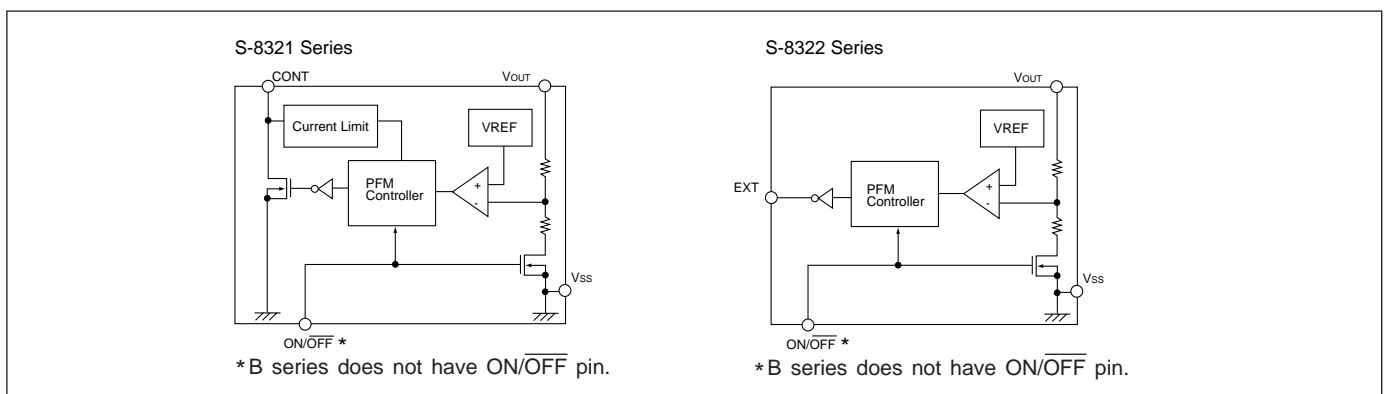 S-8321 Series
CONT
VOUT
Current Limit
VREF
PFM
Controller
+
-
VSS
ON/OFF *
*B series does not have ON/OFF pin.
S-8322 Series
VOUT
VREF
EXT
PFM
Controller
+
-
VSS
ON/OFF *
*B series does not have ON/OFF pin.